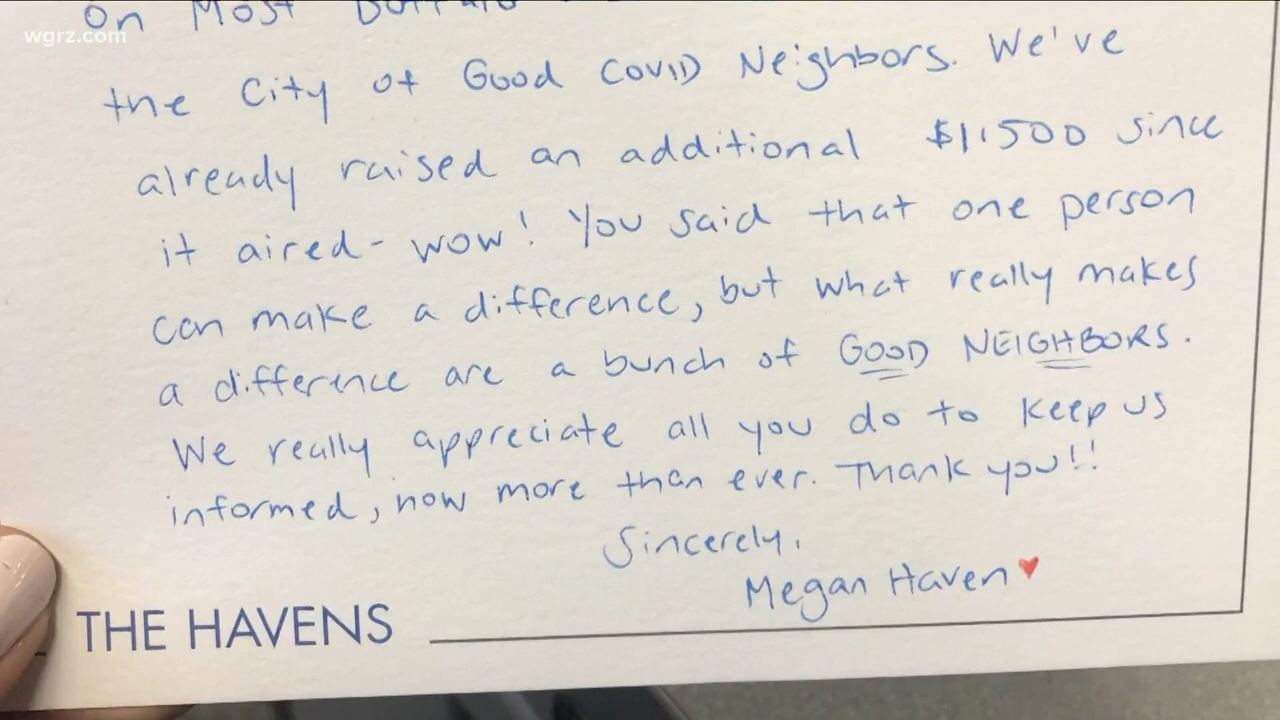 On Most Buffalo
wgrz.com
the City of Good COVID Neighbors. We've
already raised an additional $1,500 since
it aired - wow! You said that one person
can make a difference, but what really makes
a difference are a bunch of GOOD NEIGHBORS.
We really appreciate all you do to keep us
informed, now more than ever. Thank you!!
Sincerely,
Megan Haven ♥
THE HAVENS